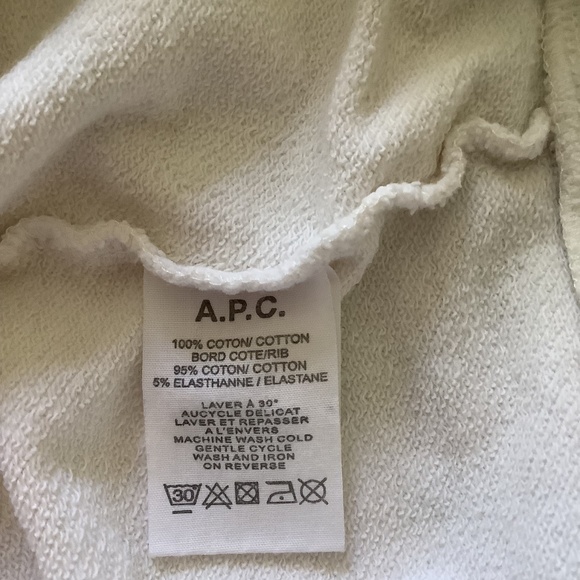 A.P.C.
100% COTON/ COTTON
BORD COTE/RIB
95% COTON/ COTTON
5% ELASTHANNE / ELASTANE
LAVER À 30°
AUCYCLE DELICAT
LAVER ET REPASSER
A L'ENVERS
MACHINE WASH COLD
GENTLE CYCLE
WASH AND IRON
ON REVERSE
30